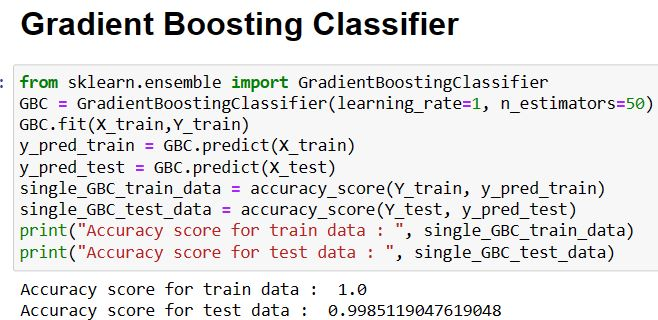 Gradient Boosting Classifier
:
from sklearn.ensemble import GradientBoostingClassifier
GBC = GradientBoostingClassifier(learning_rate=1, n_estimators=50)
GBC.fit(X_train,Y_train)
y_pred_train = GBC.predict(X_train)
y_pred_test = GBC.predict(X_test)
single_GBC_train_data = accuracy_score(Y_train, y_pred_train)
single_GBC_test_data = accuracy_score(Y_test, y_pred_test)
print("Accuracy score for train data : ", single_GBC_train_data)
print("Accuracy score for test data : ", single_GBC_test_data)
Accuracy score for train data :  1.0
Accuracy score for test data :  0.9985119047619048